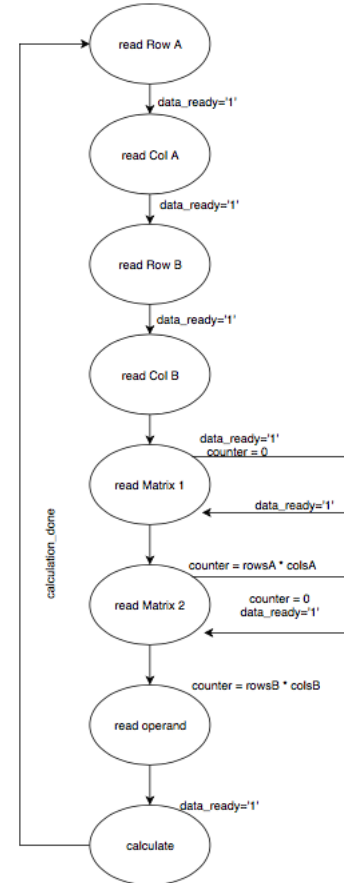 read Row A
data_ready='1'
read Col A
data_ready='1'
read Row B
data_ready='1'
read Col B
data_ready='1'
counter = 0
read Matrix 1
data_ready='1'
calculation_done
counter = rowsA * colsA
read Matrix 2
counter = 0
data_ready='1'
counter = rowsB * colsB
read operand
data_ready='1'
calculate